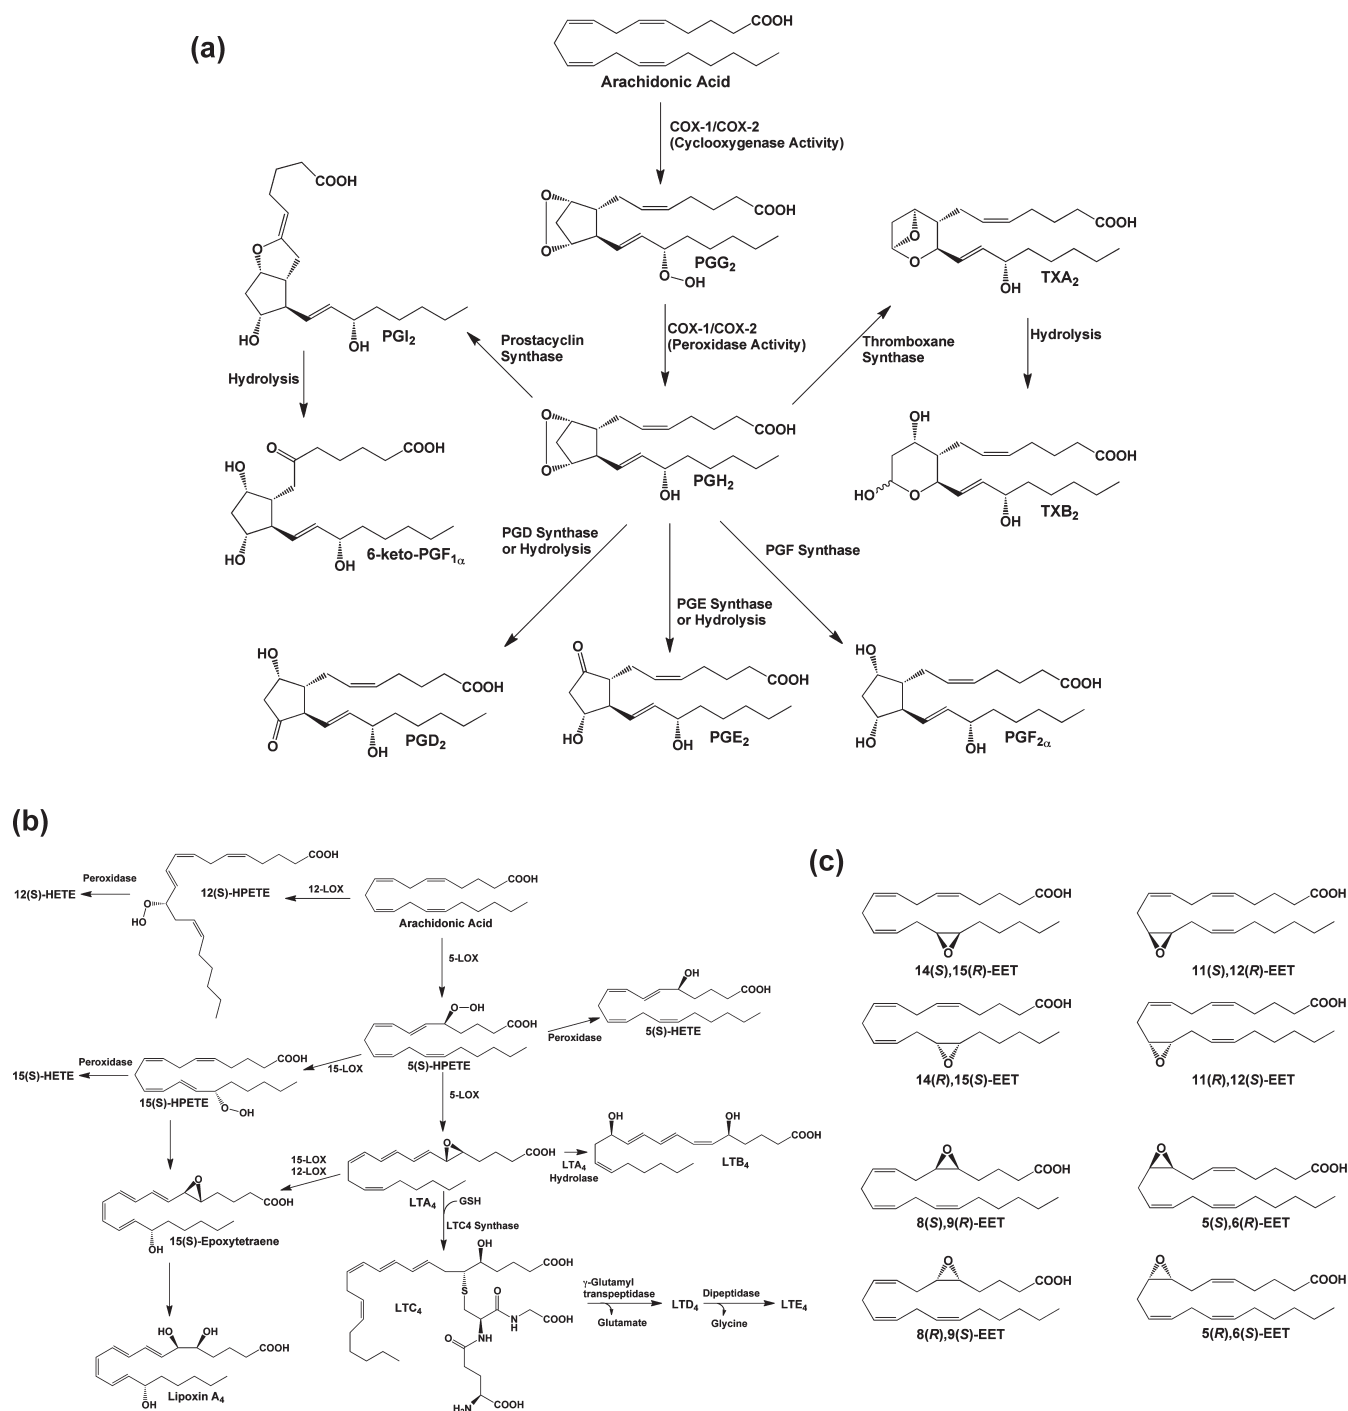 (a)
COOH
Arachidonic Acid
COX-1/COX-2
(Cyclooxygenase Activity)
COOH
O
O
COOH
PGG₂
O
OH
O
O
COOH
TXA₂
OH
O
HO
OH
PGI₂
Prostacyclin
Synthase
COX-1/COX-2
(Peroxidase Activity)
Thromboxane
Synthase
Hydrolysis
Hydrolysis
O
O
COOH
PGH₂
OH
O
COOH
HO
HO
OH
6-keto-PGF₁α
OH
COOH
HO
O
OH
TXB₂
PGD Synthase
or Hydrolysis
PGE Synthase
or Hydrolysis
PGF Synthase
HO
COOH
O
OH
PGD₂
O
COOH
HO
OH
PGE₂
HO
COOH
HO
OH
PGF₂α
(b)
COOH
12(S)-HETE
Peroxidase
O
HO
12(S)-HPETE
12-LOX
COOH
Arachidonic Acid
5-LOX
O
OH
COOH
5(S)-HPETE
Peroxidase
OH
COOH
5(S)-HETE
15-LOX
15(S)-HETE
Peroxidase
COOH
15(S)-HPETE
O
OH
5-LOX
O
COOH
LTA₄
LTA₄
Hydrolase
OH
OH
COOH
LTB₄
15-LOX
12-LOX
O
COOH
OH
15(S)-Epoxytetraene
GSH
LTC4 Synthase
OH
COOH
S
LTC₄
O
N
H
COOH
NH
O
H₂N
COOH
γ-Glutamyl
transpeptidase
Glutamate
LTD₄
Dipeptidase
Glycine
LTE₄
HO
OH
COOH
OH
Lipoxin A₄
(c)
COOH
O
14(S),15(R)-EET
COOH
O
11(S),12(R)-EET
COOH
O
14(R),15(S)-EET
COOH
O
11(R),12(S)-EET
O
COOH
8(S),9(R)-EET
O
COOH
5(S),6(R)-EET
O
COOH
8(R),9(S)-EET
O
COOH
5(R),6(S)-EET